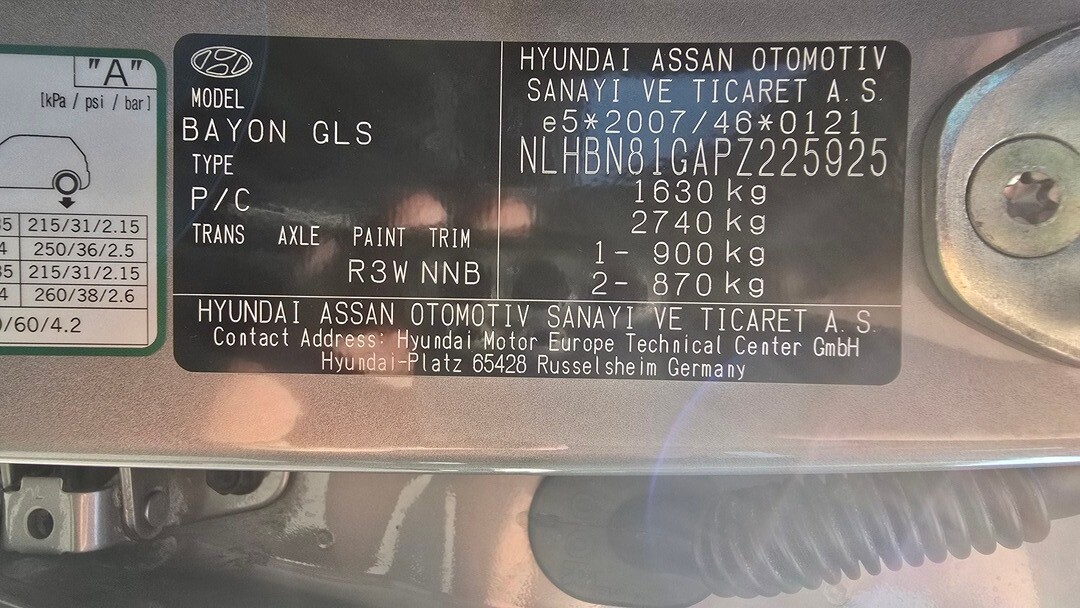 "A"
[kPa / psi / bar]
215/31/2.15
250/36/2.5
215/31/2.15
260/38/2.6
/60/4.2
MODEL
BAYON GLS
TYPE
P/C
TRANS AXLE PAINT TRIM
R3W NNB
HYUNDAI ASSAN OTOMOTIV
SANAYI VE TICARET A. S.
e5*2007/46*0121
NLHBN81GAPZ225925
1630 kg
2740 kg
1- 900 kg
2- 870 kg
HYUNDAI ASSAN OTOMOTIV SANAYI VE TICARET A. S.
Contact Address: Hyundai Motor Europe Technical Center GmbH
Hyundai-Platz 65428 Russelsheim Germany